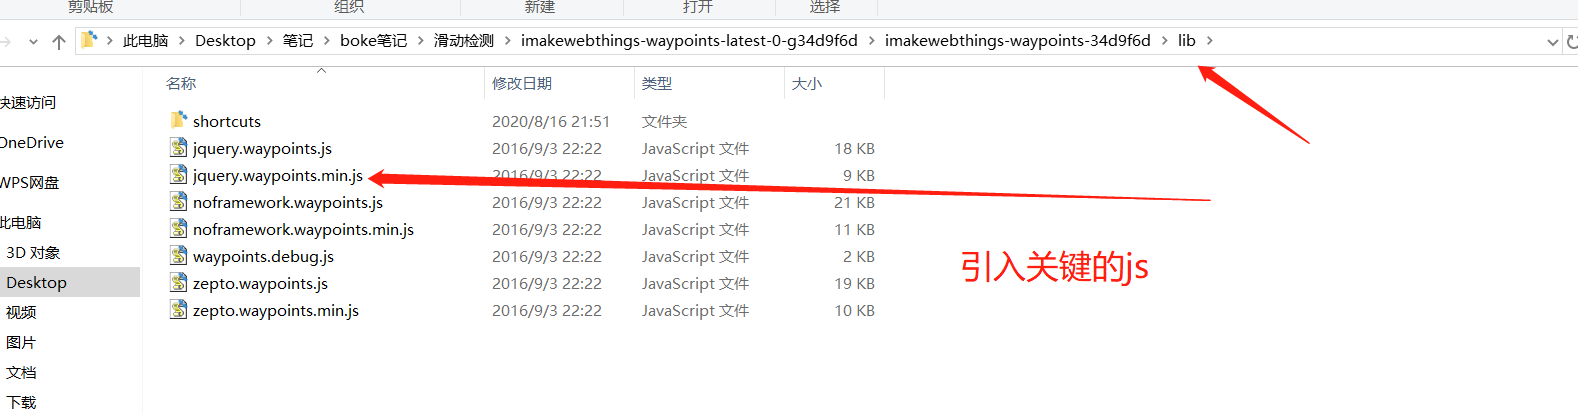 剪贴板 组织 新建 打开 选择
此电脑 > Desktop > 笔记 > boke笔记 > 滑动检测 > imakewebthings-waypoints-latest-0-g34d9f6d > imakewebthings-waypoints-34d9f6d > lib >
名称 修改日期 类型 大小
快速访问
shortcuts 2020/8/16 21:51 文件夹
OneDrive
jquery.waypoints.js 2016/9/3 22:22 JavaScript 文件 18 KB
jquery.waypoints.min.js 2016/9/3 22:22 JavaScript 文件 9 KB
WPS网盘
noframework.waypoints.js 2016/9/3 22:22 JavaScript 文件 21 KB
此电脑
noframework.waypoints.min.js 2016/9/3 22:22 JavaScript 文件 11 KB
3D 对象
waypoints.debug.js 2016/9/3 22:22 JavaScript 文件 2 KB
引入关键的js
Desktop
zepto.waypoints.js 2016/9/3 22:22 JavaScript 文件 19 KB
视频
zepto.waypoints.min.js 2016/9/3 22:22 JavaScript 文件 10 KB
图片
文档
下载